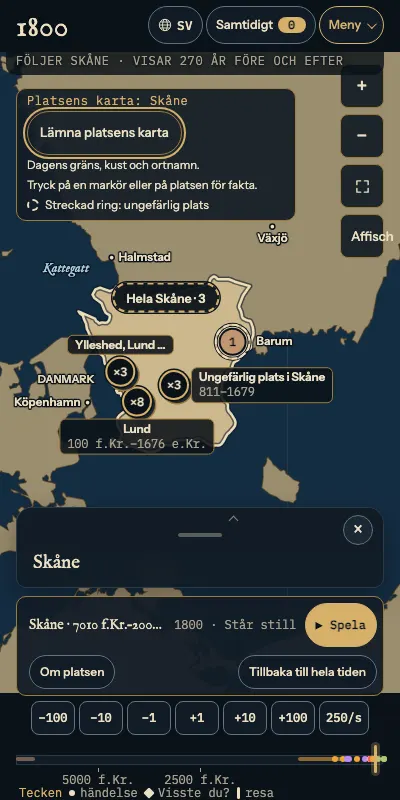 1800
SV
Samtidigt 0
Meny
FÖLJER SKÅNE · VISAR 270 ÅR FÖRE OCH EFTER
Platsens karta: Skåne
Lämna platsens karta
Dagens gräns, kust och ortnamn.
Tryck på en markör eller på platsen för fakta.
Streckad ring: ungefärlig plats
+
−
Affisch
Växjö
Halmstad
Kattegatt
Hela Skåne · 3
1
Barum
Ylleshed, Lund ...
×3
DANMARK
×3
Ungefärlig plats i Skåne
811–1679
Köpenhamn
×8
Lund
100 f.Kr.–1676 e.Kr.
×
Skåne
Skåne · 7010 f.Kr.–200...
1800 · Står still
▶ Spela
Om platsen
Tillbaka till hela tiden
−100
−10
−1
+1
+10
+100
250/s
5000 f.Kr.
2500 f.Kr.
Tecken ● händelse ◆ Visste du? | resa